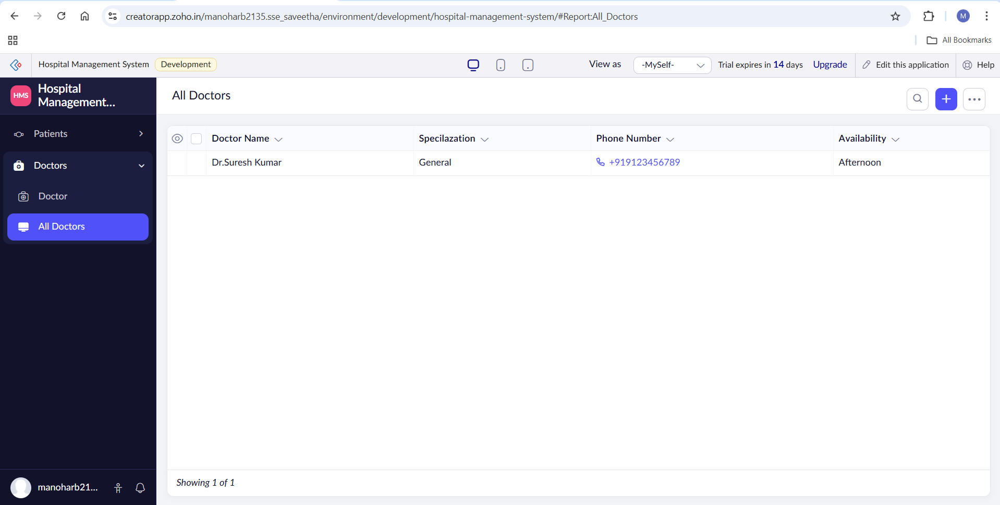 creatorapp.zoho.in/manoharb2135.sse_saveetha/environment/development/hospital-management-system/#Report:All_Doctors
M
All Bookmarks
Hospital Management System
Development
View as
-MySelf-
Trial expires in 14 days
Upgrade
Edit this application
Help
HMS
Hospital
Management...
All Doctors
Patients
Doctors
Doctor
All Doctors
Doctor Name
Specilazation
Phone Number
Availability
Dr.Suresh Kumar
General
+919123456789
Afternoon
Showing 1 of 1
manoharb21...